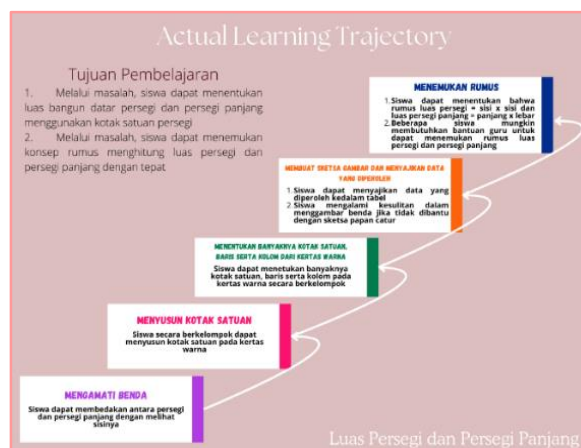 Actual Learning Trajectory
Tujuan Pembelajaran
1. Melalui masalah, siswa dapat menentukan
luas bangun datar persegi dan persegi panjang
menggunakan kotak satuan persegi
2. Melalui masalah, siswa dapat menemukan
konsep rumus menghitung luas persegi dan
persegi panjang dengan tepat
MENEMUKAN RUMUS
1. Siswa dapat menentukan bahwa
rumus luas persegi = sisi x sisi dan
luas persegi panjang = panjang x lebar
2. Beberapa siswa mungkin
membutuhkan bantuan guru untuk
dapat menemukan rumus luas
persegi dan persegi panjang
MEMBUAT SKETSA GAMBAR DAN MENYAJIKAN DATA
YANG DIPEROLEH
1. Siswa dapat menyajikan data yang
diperoleh kedalam tabel
2. Siswa mengalami kesulitan dalam
menggambar benda jika tidak dibantu
dengan sketsa papan catur
MENENTUKAN BANYAKNYA KOTAK SATUAN,
BARIS SERTA KOLOM DARI KERTAS WARNA
Siswa dapat menetukan banyaknya
kotak satuan, baris serta kolom pada
kertas warna secara berkelompok
MENYUSUN KOTAK SATUAN
Siswa secara berkelompok dapat
menyusun kotak satuan pada kertas
warna
MENGAMATI BENDA
Siswa dapat membedakan antara persegi
dan persegi panjang dengan melihat
sisinya
Luas Persegi dan Persegi Panjang